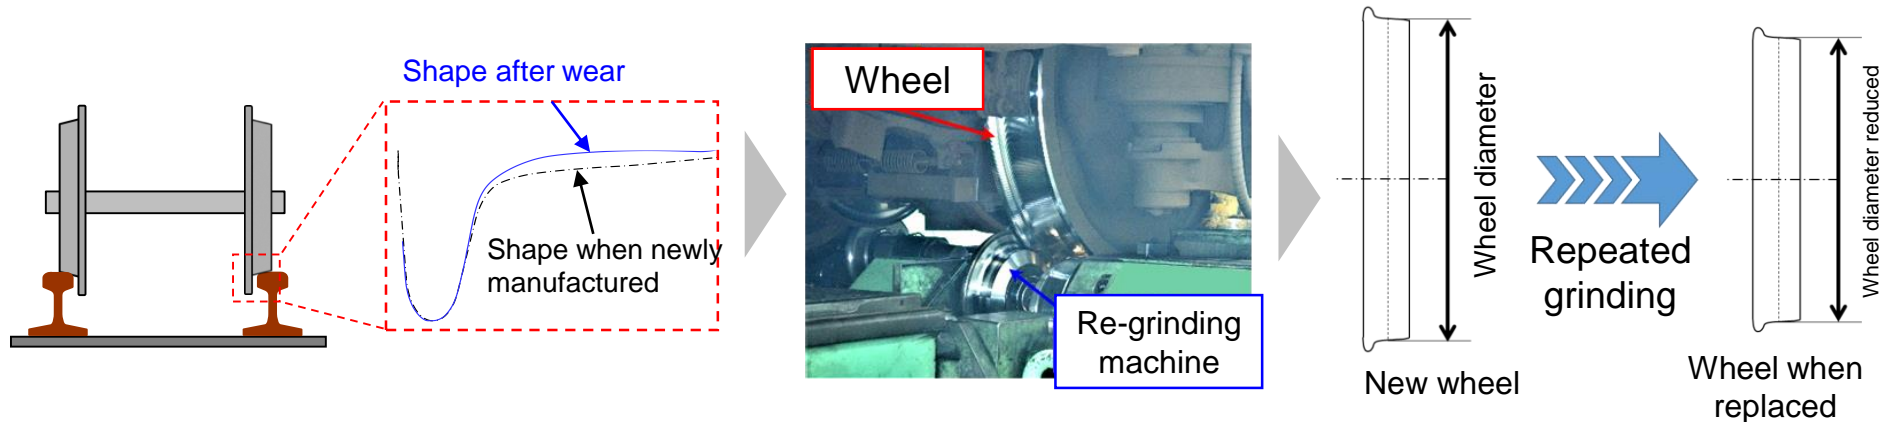 Shape after wear
Shape when newly
manufactured
Wheel
Re-grinding
machine
Wheel diameter
New wheel
Repeated
grinding
Wheel diameter reduced
Wheel when
replaced